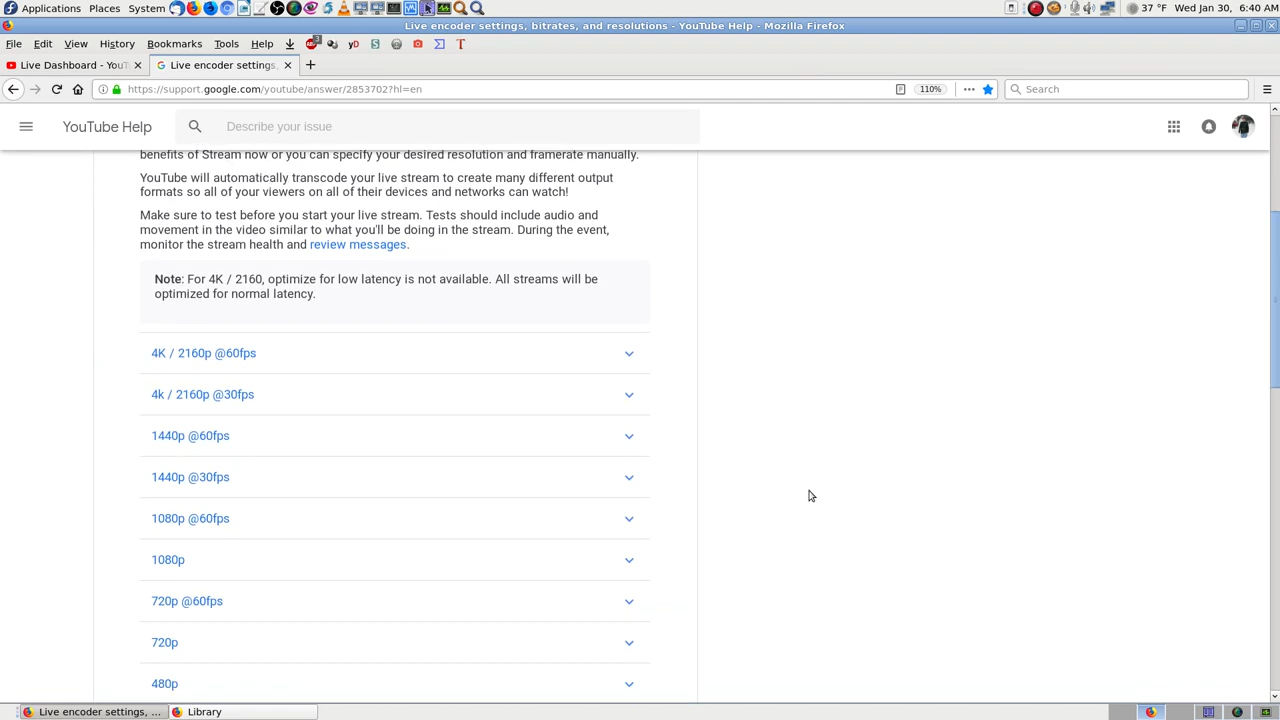 Applications Places System 37 °F Wed Jan 30, 6:40 AM
Live encoder settings, bitrates, and resolutions - YouTube Help - Mozilla Firefox
File Edit View History Bookmarks Tools Help 3 yD S T
Live Dashboard - YouT Live encoder settings,
https://support.google.com/youtube/answer/2853702?hl=en 110% Search
YouTube Help Describe your issue
benefits of Stream now or you can specify your desired resolution and framerate manually.
YouTube will automatically transcode your live stream to create many different output
formats so all of your viewers on all of their devices and networks can watch!
Make sure to test before you start your live stream. Tests should include audio and
movement in the video similar to what you'll be doing in the stream. During the event,
monitor the stream health and review messages.
Note: For 4K / 2160, optimize for low latency is not available. All streams will be
optimized for normal latency.
4K / 2160p @60fps
4k / 2160p @30fps
1440p @60fps
1440p @30fps
1080p @60fps
1080p
720p @60fps
720p
480p
Live encoder settings, ... Library